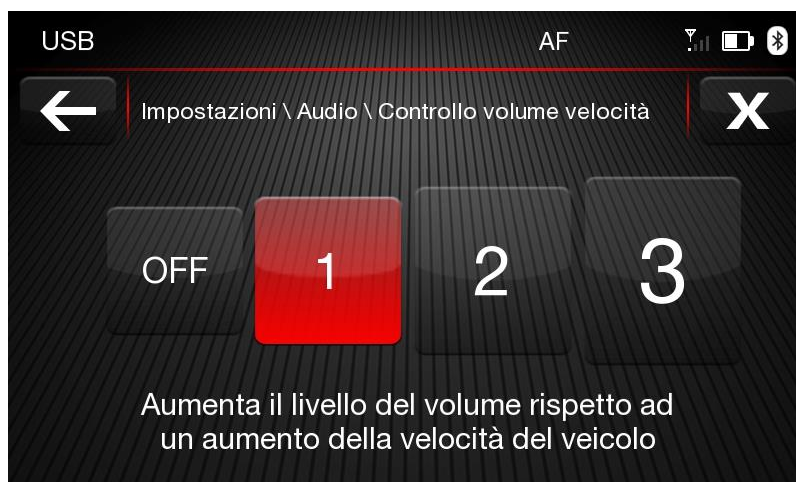 USB AF
Impostazioni \ Audio \ Controllo volume velocità
OFF 1 2 3
Aumenta il livello del volume rispetto ad
un aumento della velocità del veicolo